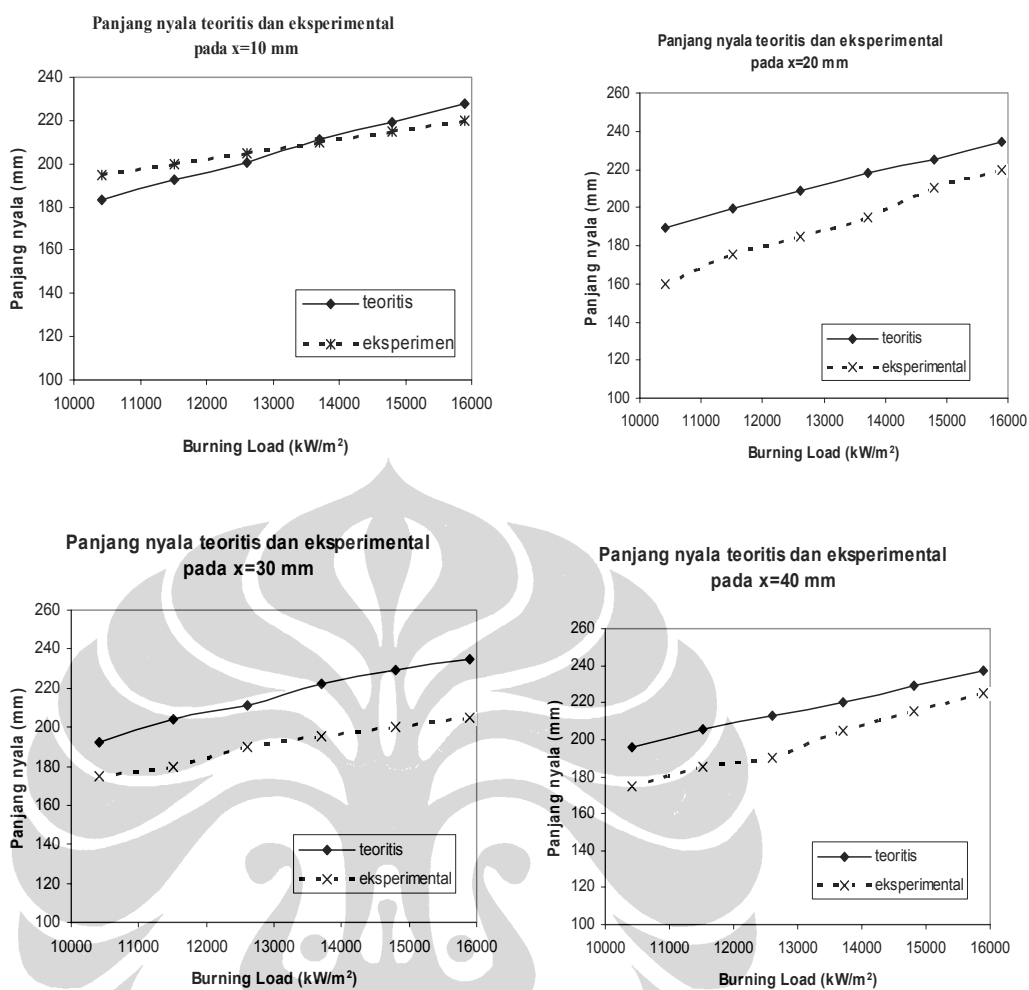 Panjang nyala teoritis dan eksperimental
pada x=10 mm
Panjang nyala (mm)
240
220
200
180
160
140
120
100
10000 11000 12000 13000 14000 15000 16000
Burning Load (kW/m²)
teoritis
eksperimen
Panjang nyala teoritis dan eksperimental
pada x=20 mm
Panjang nyala (mm)
260
240
220
200
180
160
140
120
100
10000 11000 12000 13000 14000 15000 16000
Burning Load (kW/m²)
teoritis
eksperimental
Panjang nyala teoritis dan eksperimental
pada x=30 mm
Panjang nyala (mm)
260
240
220
200
180
160
140
120
100
10000 11000 12000 13000 14000 15000 16000
Burning Load (kW/m²)
teoritis
eksperimental
Panjang nyala teoritis dan eksperimental
pada x=40 mm
Panjang nyala (mm)
260
240
220
200
180
160
140
120
100
10000 11000 12000 13000 14000 15000 16000
Burning Load (kW/m²)
teoritis
eksperimental